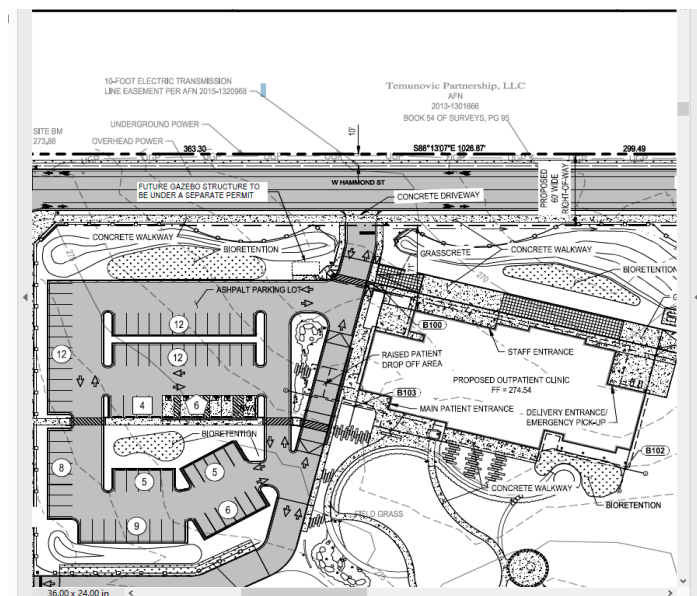 10-FOOT ELECTRIC TRANSMISSION
LINE EASEMENT PER AFN 2015-1320968
Temunovic Partnership, LLC
AFN
2013-1301666
BOOK 54 OF SURVEYS, PG 95
UNDERGROUND POWER
SITE BM
273.88
OVERHEAD POWER
10'
363.30
S88°13'07"E 1026.87'
299.49
UGP
W HAMMOND ST
FUTURE GAZEBO STRUCTURE TO
BE UNDER A SEPARATE PERMIT
CONCRETE DRIVEWAY
PROPOSED
60' WIDE
RIGHT-OF-WAY
CONCRETE WALKWAY
BIORETENTION
GRASSCRETE
CONCRETE WALKWAY
270
BIORETENTION
ASHPALT PARKING LOT
12
12
12
B100
STAFF ENTRANCE
RAISED PATIENT
DROP OFF AREA
PROPOSED OUTPATIENT CLINIC
FF = 274.54
B103
4
6
MAIN PATIENT ENTRANCE
DELIVERY ENTRANCE/
EMERGENCY PICK-UP
BIORETENTION
8
5
5
B102
CONCRETE WALKWAY
BIORETENTION
6
9
FIELD GRASS
36.00 x 24.00 in